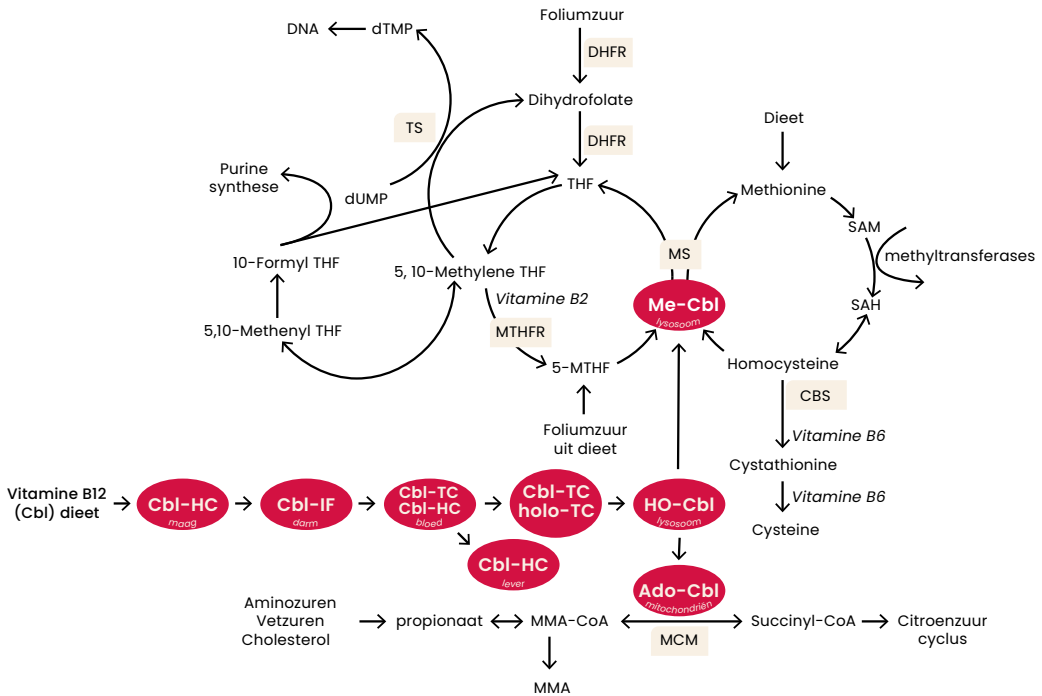 Foliumzuur
DNA
dTMP
DHFR
Dihydrofolate
Dieet
TS
DHFR
Purine
synthese
dUMP
THF
Methionine
SAM
MS
methyltransferases
10-Formyl THF
5, 10-Methylene THF
Vitamine B2
Me-Cbl
lysosoom
SAH
5,10-Methenyl THF
MTHFR
5-MTHF
Homocysteine
CBS
Foliumzuur
uit dieet
Vitamine B6
Cystathionine
Vitamine B12
(Cbl) dieet
Cbl-HC
maag
Cbl-IF
darm
Cbl-TC
Cbl-HC
bloed
Cbl-TC
holo-TC
HO-Cbl
lysosoom
Vitamine B6
Cysteine
Cbl-HC
lever
Ado-Cbl
mitochondriën
Aminozuren
Vetzuren
Cholesterol
propionaat
MMA-CoA
MCM
Succinyl-CoA
Citroenzuur
cyclus
MMA